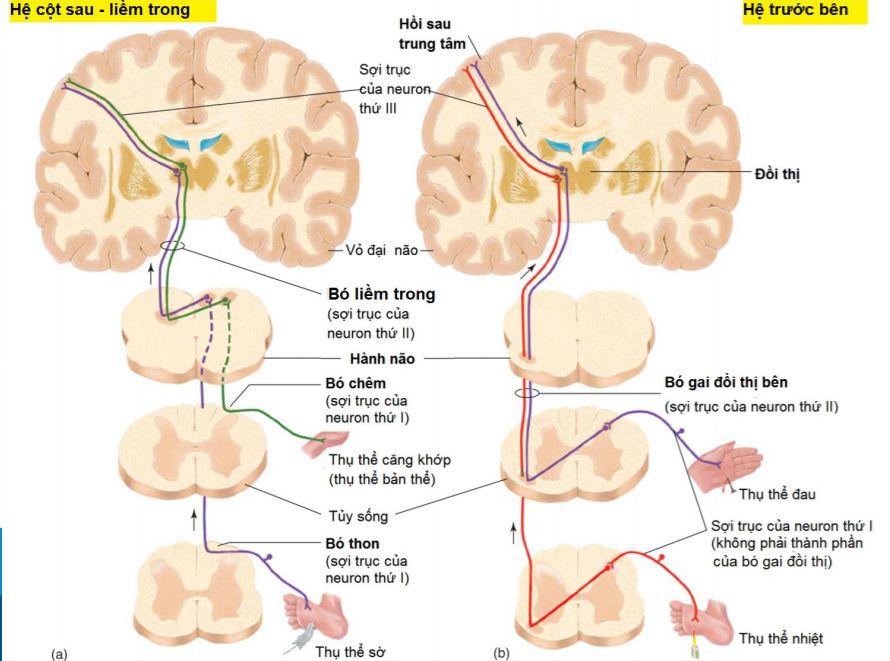 Hệ cột sau - liềm trong
Hệ trước bên
Hồi sau
trung tâm
Sợi trục
của neuron
thứ III
Đồi thị
Vỏ đại não
Bó liềm trong
(sợi trục của
neuron thứ II)
Hành não
Bó chêm
(sợi trục của
neuron thứ I)
Bó gai đồi thị bên
(sợi trục của neuron thứ II)
Thụ thể căng khớp
(thụ thể bản thể)
Thụ thể đau
Tủy sống
Sợi trục của neuron thứ I
(không phải thành phần
của bó gai đồi thị)
Bó thon
(sợi trục của
neuron thứ I)
Thụ thể sờ
Thụ thể nhiệt
(a)
(b)